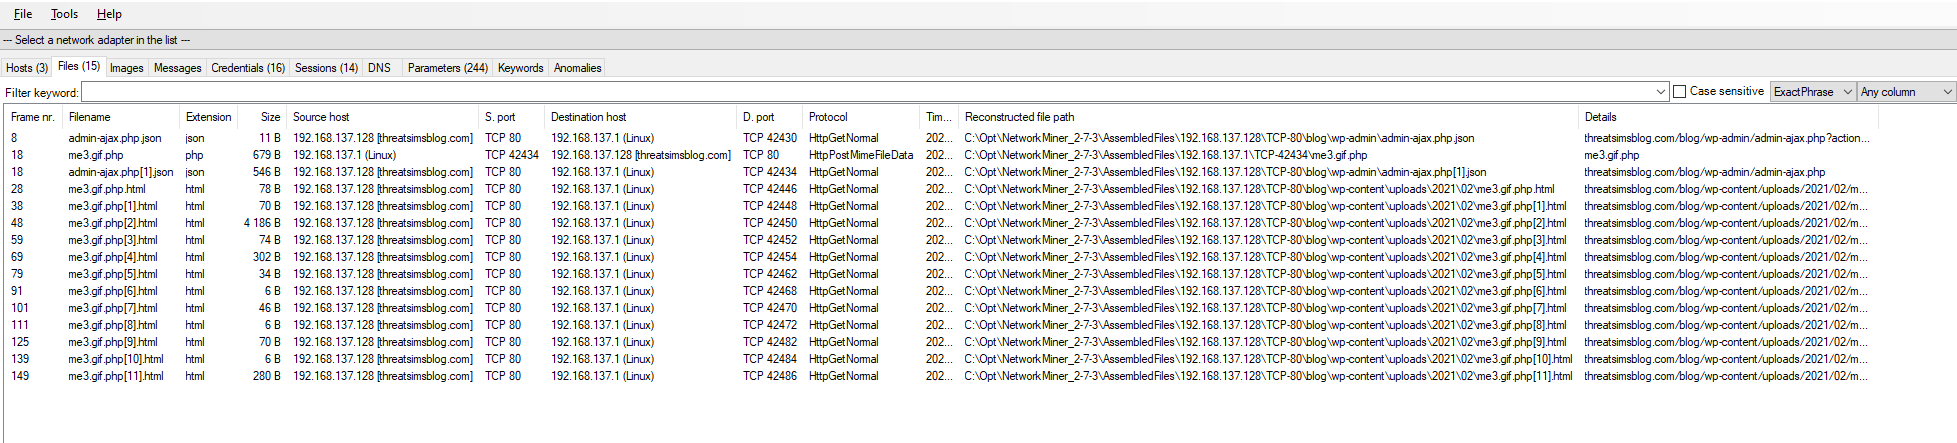 File Tools Help
--- Select a network adapter in the list ---
Hosts (3) Files (15) Images Messages Credentials (16) Sessions (14) DNS Parameters (244) Keywords Anomalies
Filter keyword: Case sensitive ExactPhrase Any column
Frame nr. Filename Extension Size Source host S. port Destination host D. port Protocol Tim... Reconstructed file path Details
8 admin-ajax.php.json json 11 B 192.168.137.128 [threatsimsblog.com] TCP 80 192.168.137.1 (Linux) TCP 42430 HttpGetNormal 202... C:\Opt\NetworkMiner_2-7-3\AssembledFiles\192.168.137.128\TCP-80\blog\wp-admin\admin-ajax.php.json threatsimsblog.com/blog/wp-admin/admin-ajax.php?action...
18 me3.gif.php php 679 B 192.168.137.1 (Linux) TCP 42434 192.168.137.128 [threatsimsblog.com] TCP 80 HttpPostMimeFileData 202... C:\Opt\NetworkMiner_2-7-3\AssembledFiles\192.168.137.1\TCP-42434\me3.gif.php me3.gif.php
18 admin-ajax.php[1].json json 546 B 192.168.137.128 [threatsimsblog.com] TCP 80 192.168.137.1 (Linux) TCP 42434 HttpGetNormal 202... C:\Opt\NetworkMiner_2-7-3\AssembledFiles\192.168.137.128\TCP-80\blog\wp-admin\admin-ajax.php[1].json threatsimsblog.com/blog/wp-admin/admin-ajax.php
28 me3.gif.php.html html 78 B 192.168.137.128 [threatsimsblog.com] TCP 80 192.168.137.1 (Linux) TCP 42446 HttpGetNormal 202... C:\Opt\NetworkMiner_2-7-3\AssembledFiles\192.168.137.128\TCP-80\blog\wp-content\uploads\2021\02\me3.gif.php.html threatsimsblog.com/blog/wp-content/uploads/2021/02/m...
38 me3.gif.php[1].html html 70 B 192.168.137.128 [threatsimsblog.com] TCP 80 192.168.137.1 (Linux) TCP 42448 HttpGetNormal 202... C:\Opt\NetworkMiner_2-7-3\AssembledFiles\192.168.137.128\TCP-80\blog\wp-content\uploads\2021\02\me3.gif.php[1].html threatsimsblog.com/blog/wp-content/uploads/2021/02/m...
48 me3.gif.php[2].html html 4 186 B 192.168.137.128 [threatsimsblog.com] TCP 80 192.168.137.1 (Linux) TCP 42450 HttpGetNormal 202... C:\Opt\NetworkMiner_2-7-3\AssembledFiles\192.168.137.128\TCP-80\blog\wp-content\uploads\2021\02\me3.gif.php[2].html threatsimsblog.com/blog/wp-content/uploads/2021/02/m...
59 me3.gif.php[3].html html 74 B 192.168.137.128 [threatsimsblog.com] TCP 80 192.168.137.1 (Linux) TCP 42452 HttpGetNormal 202... C:\Opt\NetworkMiner_2-7-3\AssembledFiles\192.168.137.128\TCP-80\blog\wp-content\uploads\2021\02\me3.gif.php[3].html threatsimsblog.com/blog/wp-content/uploads/2021/02/m...
69 me3.gif.php[4].html html 302 B 192.168.137.128 [threatsimsblog.com] TCP 80 192.168.137.1 (Linux) TCP 42454 HttpGetNormal 202... C:\Opt\NetworkMiner_2-7-3\AssembledFiles\192.168.137.128\TCP-80\blog\wp-content\uploads\2021\02\me3.gif.php[4].html threatsimsblog.com/blog/wp-content/uploads/2021/02/m...
79 me3.gif.php[5].html html 34 B 192.168.137.128 [threatsimsblog.com] TCP 80 192.168.137.1 (Linux) TCP 42462 HttpGetNormal 202... C:\Opt\NetworkMiner_2-7-3\AssembledFiles\192.168.137.128\TCP-80\blog\wp-content\uploads\2021\02\me3.gif.php[5].html threatsimsblog.com/blog/wp-content/uploads/2021/02/m...
91 me3.gif.php[6].html html 6 B 192.168.137.128 [threatsimsblog.com] TCP 80 192.168.137.1 (Linux) TCP 42468 HttpGetNormal 202... C:\Opt\NetworkMiner_2-7-3\AssembledFiles\192.168.137.128\TCP-80\blog\wp-content\uploads\2021\02\me3.gif.php[6].html threatsimsblog.com/blog/wp-content/uploads/2021/02/m...
101 me3.gif.php[7].html html 46 B 192.168.137.128 [threatsimsblog.com] TCP 80 192.168.137.1 (Linux) TCP 42470 HttpGetNormal 202... C:\Opt\NetworkMiner_2-7-3\AssembledFiles\192.168.137.128\TCP-80\blog\wp-content\uploads\2021\02\me3.gif.php[7].html threatsimsblog.com/blog/wp-content/uploads/2021/02/m...
111 me3.gif.php[8].html html 6 B 192.168.137.128 [threatsimsblog.com] TCP 80 192.168.137.1 (Linux) TCP 42472 HttpGetNormal 202... C:\Opt\NetworkMiner_2-7-3\AssembledFiles\192.168.137.128\TCP-80\blog\wp-content\uploads\2021\02\me3.gif.php[8].html threatsimsblog.com/blog/wp-content/uploads/2021/02/m...
125 me3.gif.php[9].html html 70 B 192.168.137.128 [threatsimsblog.com] TCP 80 192.168.137.1 (Linux) TCP 42482 HttpGetNormal 202... C:\Opt\NetworkMiner_2-7-3\AssembledFiles\192.168.137.128\TCP-80\blog\wp-content\uploads\2021\02\me3.gif.php[9].html threatsimsblog.com/blog/wp-content/uploads/2021/02/m...
139 me3.gif.php[10].html html 6 B 192.168.137.128 [threatsimsblog.com] TCP 80 192.168.137.1 (Linux) TCP 42484 HttpGetNormal 202... C:\Opt\NetworkMiner_2-7-3\AssembledFiles\192.168.137.128\TCP-80\blog\wp-content\uploads\2021\02\me3.gif.php[10].html threatsimsblog.com/blog/wp-content/uploads/2021/02/m...
149 me3.gif.php[11].html html 280 B 192.168.137.128 [threatsimsblog.com] TCP 80 192.168.137.1 (Linux) TCP 42486 HttpGetNormal 202... C:\Opt\NetworkMiner_2-7-3\AssembledFiles\192.168.137.128\TCP-80\blog\wp-content\uploads\2021\02\me3.gif.php[11].html threatsimsblog.com/blog/wp-content/uploads/2021/02/m...